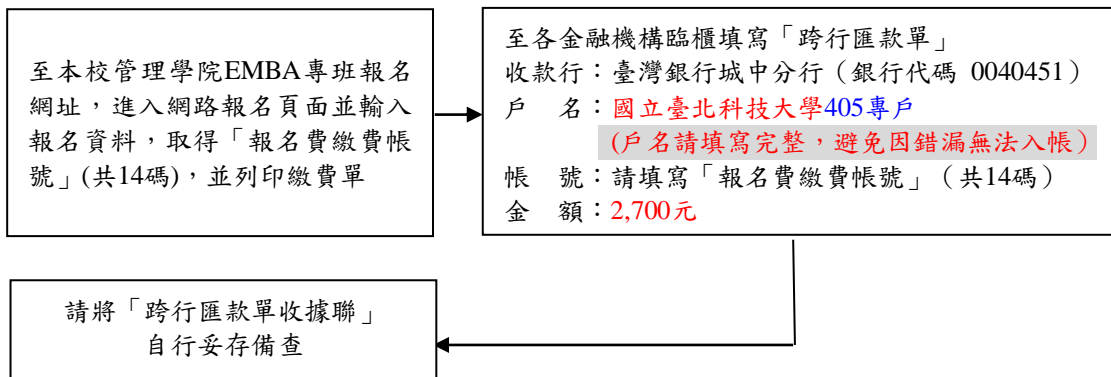 至本校管理學院EMBA專班報名
網址，進入網路報名頁面並輸入
報名資料，取得「報名費繳費帳
號」(共14碼)，並列印繳費單
至各金融機構臨櫃填寫「跨行匯款單」
收款行：臺灣銀行城中分行（銀行代碼 0040451）
戶　名：國立臺北科技大學405專戶
(戶名請填寫完整，避免因錯漏無法入帳）
帳　號：請填寫「報名費繳費帳號」（共14碼）
金　額：2,700元
請將「跨行匯款單收據聯」
自行妥存備查